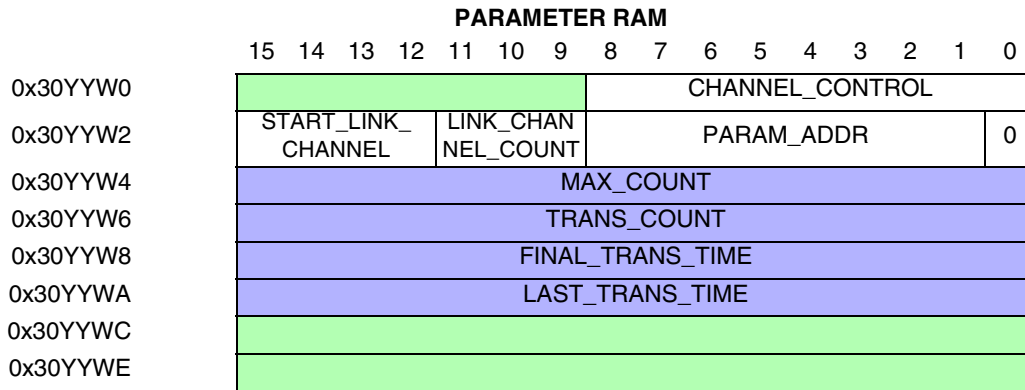 PARAMETER RAM
15 14 13 12 11 10 9 8 7 6 5 4 3 2 1 0
0x30YYW0 CHANNEL_CONTROL
0x30YYW2 START_LINK_ LINK_CHAN PARAM_ADDR 0
CHANNEL NEL_COUNT
0x30YYW4 MAX_COUNT
0x30YYW6 TRANS_COUNT
0x30YYW8 FINAL_TRANS_TIME
0x30YYWA LAST_TRANS_TIME
0x30YYWC
0x30YYWE